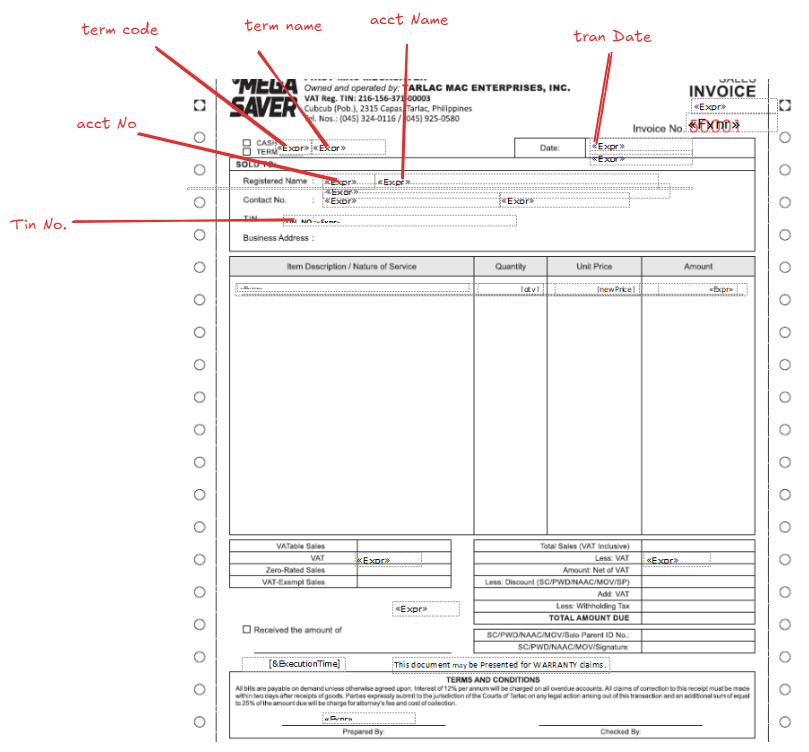 term code
term name
acct Name
tran Date
acct No
Tin No.
MEGA
SAVER
Owned and operated by: TARLAC MAC ENTERPRISES, INC.
VAT Reg. TIN: 216-156-371-00003
Cubcub (Pob.), 2315 Capas, Tarlac, Philippines
Tel. Nos.: (045) 324-0116 / (045) 925-0580
SALES
INVOICE
«Expr»
Invoice No. «Expr»
CASH
TERM
«Expr» «Expr»
Date: «Expr»
«Expr»
SOLD TO:
Registered Name : «Expr» «Expr»
«Expr»
Contact No. : «Expr» «Expr»
TIN «Expr»
Business Address :
Item Description / Nature of Service Quantity Unit Price Amount
[qty] [newPrice] «Expr»
VATable Sales
VAT «Expr»
Zero-Rated Sales
VAT-Exempt Sales
Total Sales (VAT Inclusive)
Less: VAT «Expr»
Amount: Net of VAT
Less: Discount (SC/PWD/NAAC/MOV/SP)
Add: VAT
Less: Withholding Tax
TOTAL AMOUNT DUE
«Expr»
Received the amount of
SC/PWD/NAAC/MOV/Solo Parent ID No.:
SC/PWD/NAAC/MOV/Signature:
[&ExecutionTime]
This document may be Presented for WARRANTY claims.
TERMS AND CONDITIONS
All bills are payable on demand unless otherwise agreed upon. Interest of 12% per annum will be charged on all overdue accounts. All claims of correction to this receipt must be made
within two days after receipts of goods. Parties expressly submit to the jurisdiction of the Courts of Tarlac on any legal action arising out of this transaction and an additional sum of equal
to 25% of the amount due will be charge for attorney's fee and cost of collection.
«Expr»
Prepared By:
Checked By: